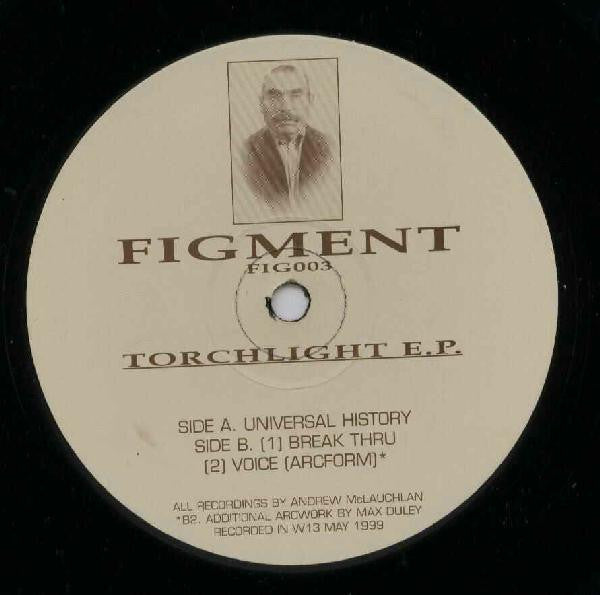 FIGMENT
FIG003
TORCHLIGHT E.P.
SIDE A. UNIVERSAL HISTORY
SIDE B. (1) BREAK THRU
(2) VOICE (ARCFORM)*
ALL RECORDINGS BY ANDREW McLAUCHLAN
*B2. ADDITIONAL ARCWORK BY MAX DULEY
RECORDED IN W13 MAY 1999